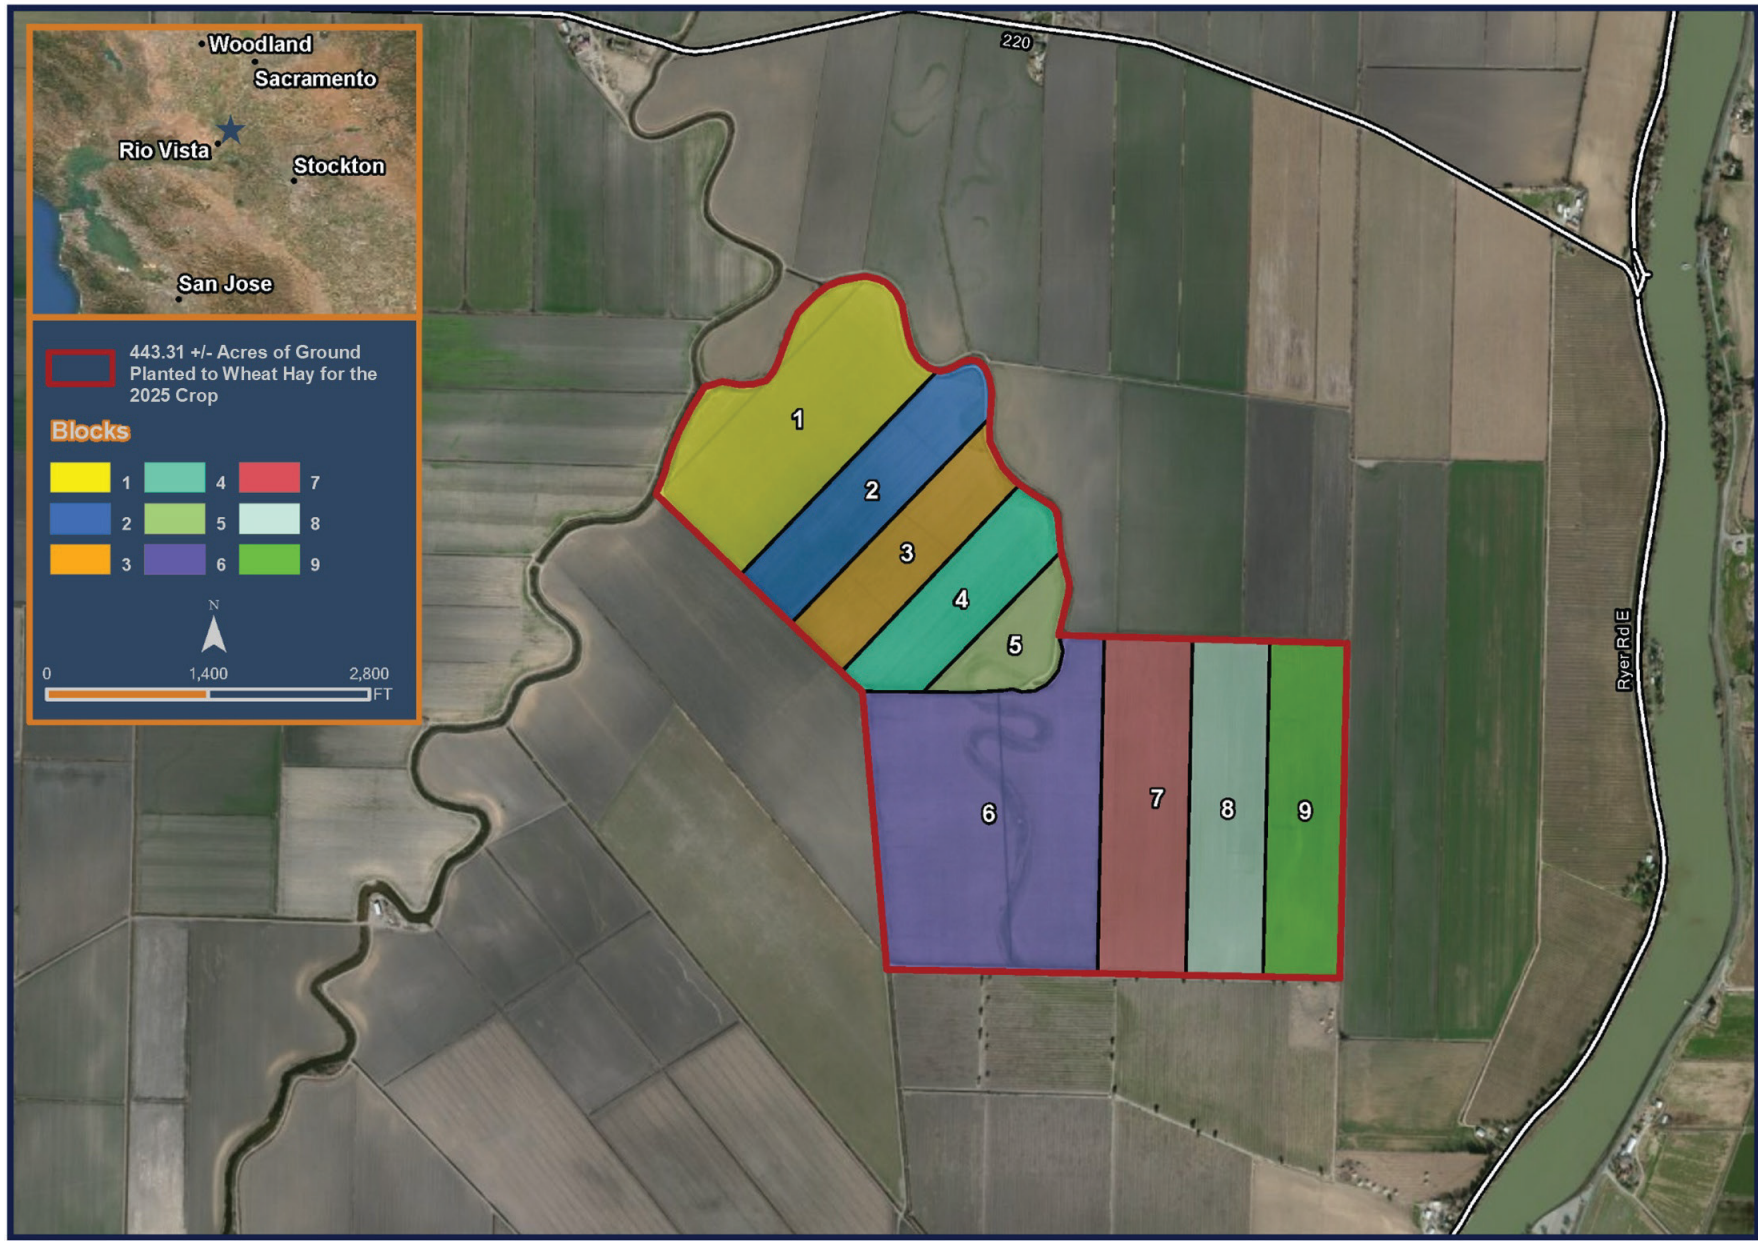 Woodland
Sacramento
Rio Vista
Stockton
San Jose
443.31 +/- Acres of Ground
Planted to Wheat Hay for the
2025 Crop
Blocks
1 4 7
2 5 8
3 6 9
N
0 1,400 2,800
FT
220
1
2
3
4
5
6
7
8
9
Ryer Rd E